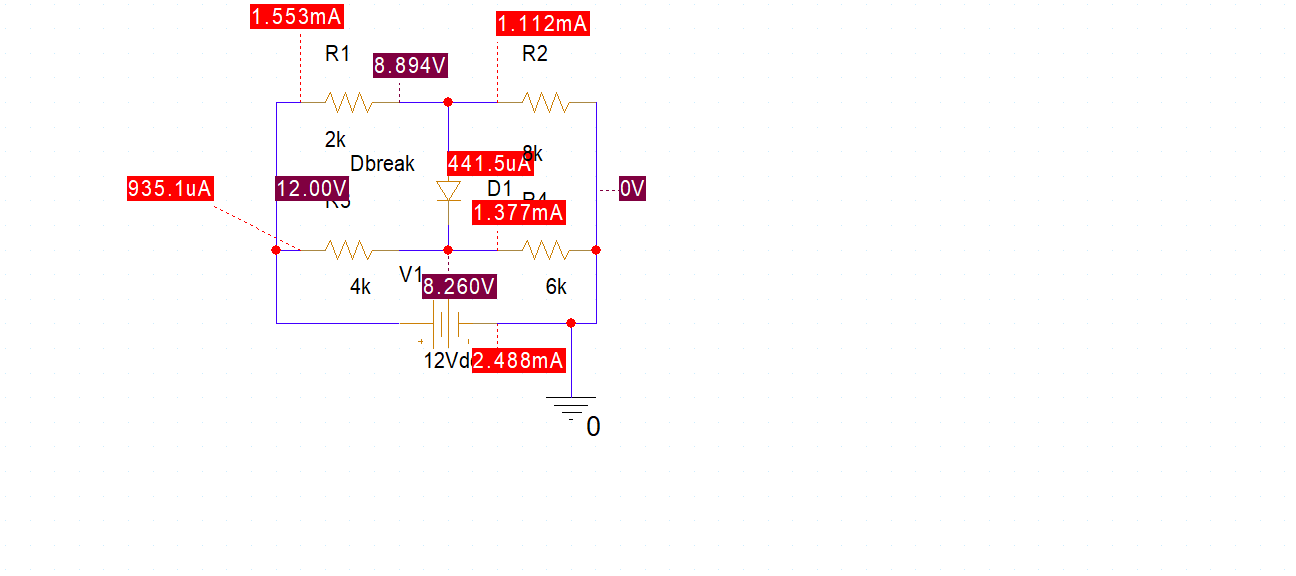 1.553mA
1.112mA
R1
R2
8.894V
2k
8k
Dbreak
441.5uA
935.1uA
12.00V
D1
0V
R3
R4
1.377mA
V1
4k
8.260V
6k
12Vd
2.488mA
0